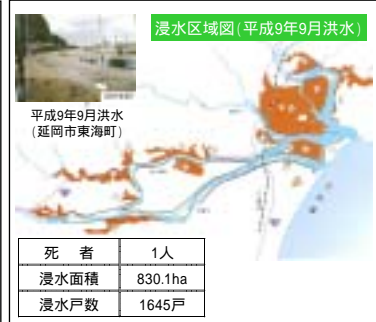 浸水区域図(平成9年9月洪水)
平成9年9月洪水
(延岡市東海町)
死 者 1人
浸水面積 830.1ha
浸水戸数 1645戸